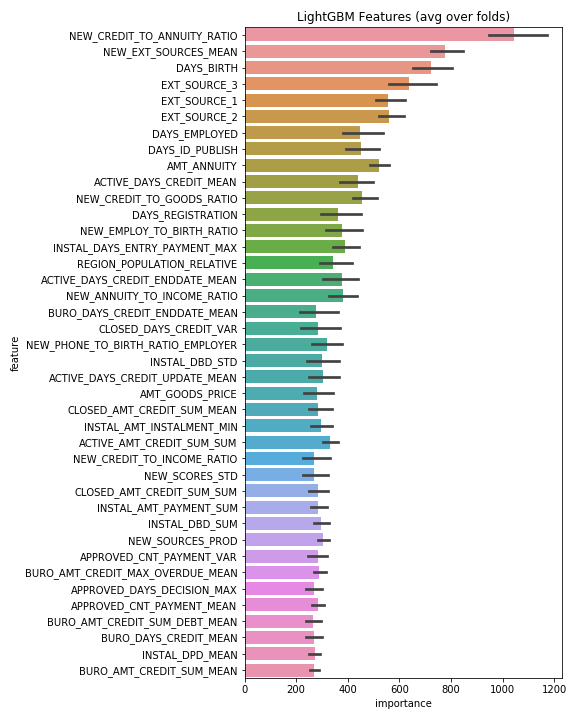 LightGBM Features (avg over folds)
NEW_CREDIT_TO_ANNUITY_RATIO
NEW_EXT_SOURCES_MEAN
DAYS_BIRTH
EXT_SOURCE_3
EXT_SOURCE_1
EXT_SOURCE_2
DAYS_EMPLOYED
DAYS_ID_PUBLISH
AMT_ANNUITY
ACTIVE_DAYS_CREDIT_MEAN
NEW_CREDIT_TO_GOODS_RATIO
DAYS_REGISTRATION
NEW_EMPLOY_TO_BIRTH_RATIO
INSTAL_DAYS_ENTRY_PAYMENT_MAX
REGION_POPULATION_RELATIVE
ACTIVE_DAYS_CREDIT_ENDDATE_MEAN
NEW_ANNUITY_TO_INCOME_RATIO
BURO_DAYS_CREDIT_ENDDATE_MEAN
CLOSED_DAYS_CREDIT_VAR
NEW_PHONE_TO_BIRTH_RATIO_EMPLOYER
INSTAL_DBD_STD
ACTIVE_DAYS_CREDIT_UPDATE_MEAN
AMT_GOODS_PRICE
CLOSED_AMT_CREDIT_SUM_MEAN
INSTAL_AMT_INSTALMENT_MIN
ACTIVE_AMT_CREDIT_SUM_SUM
NEW_CREDIT_TO_INCOME_RATIO
NEW_SCORES_STD
CLOSED_AMT_CREDIT_SUM_SUM
INSTAL_AMT_PAYMENT_SUM
INSTAL_DBD_SUM
NEW_SOURCES_PROD
APPROVED_CNT_PAYMENT_VAR
BURO_AMT_CREDIT_MAX_OVERDUE_MEAN
APPROVED_DAYS_DECISION_MAX
APPROVED_CNT_PAYMENT_MEAN
BURO_AMT_CREDIT_SUM_DEBT_MEAN
BURO_DAYS_CREDIT_MEAN
INSTAL_DPD_MEAN
BURO_AMT_CREDIT_SUM_MEAN
feature
0 200 400 600 800 1000 1200
importance